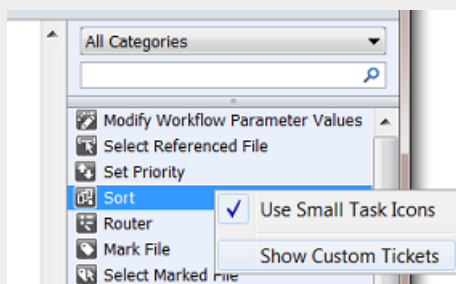 All Categories
Modify Workflow Parameter Values
Select Referenced File
Set Priority
Sort
Use Small Task Icons
Router
Mark File
Show Custom Tickets
Select Marked File